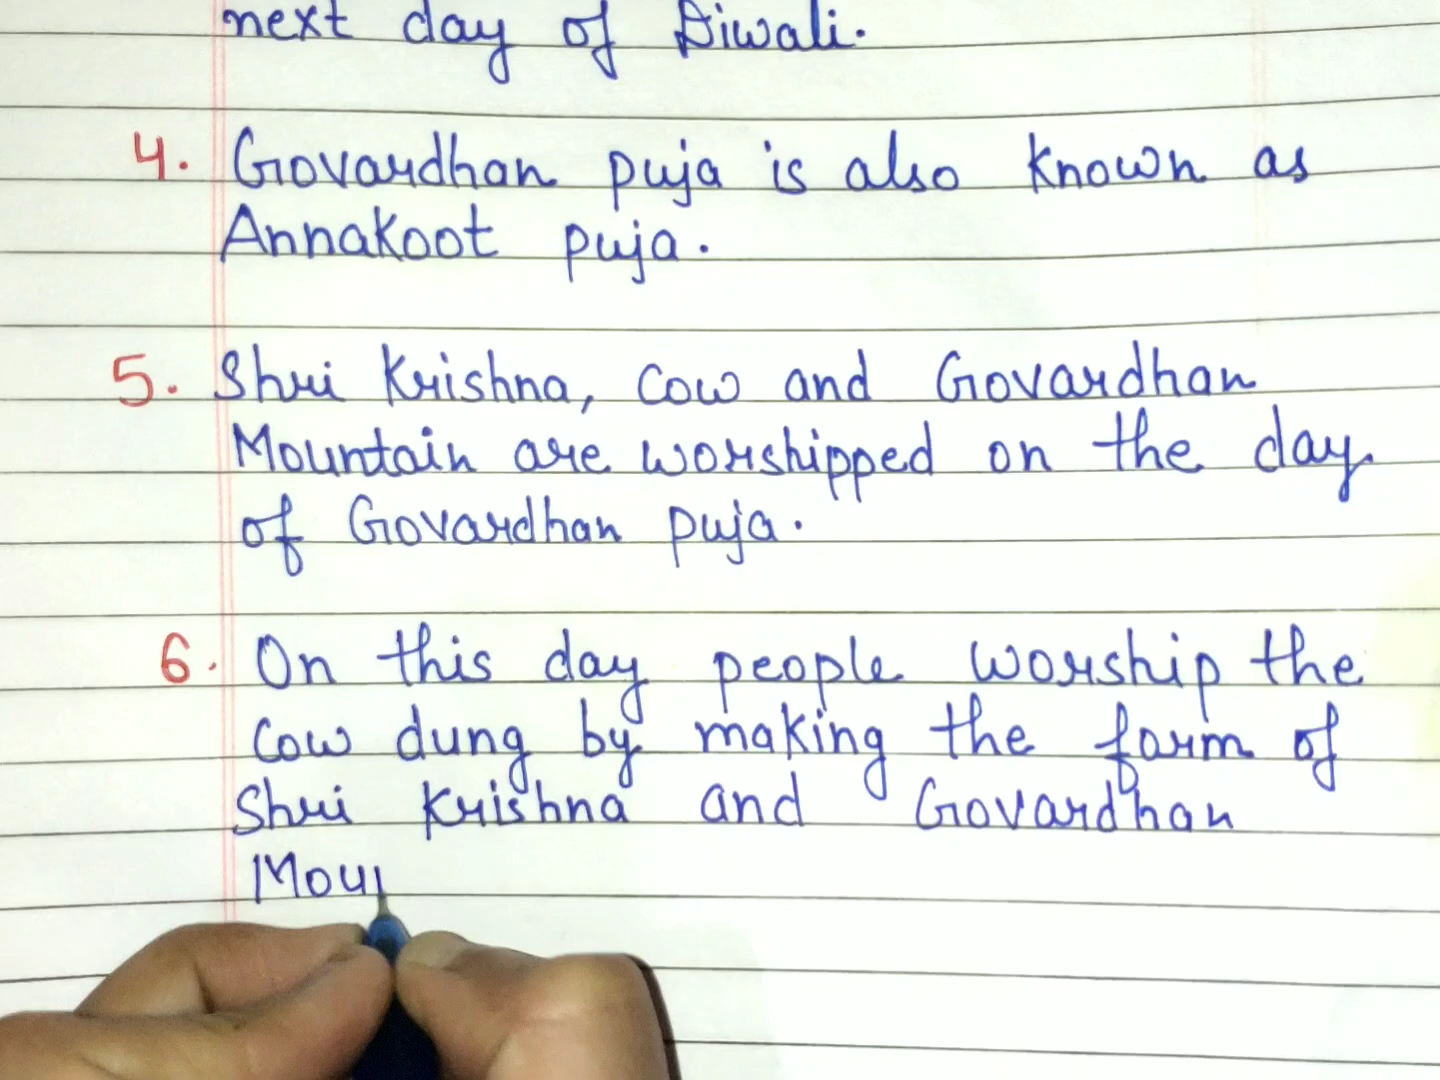 next day of Diwali.
4. Govardhan puja is also known as
Annakoot puja.
5. Shri Krishna, Cow and Govardhan
Mountain are worshipped on the day
of Govardhan puja.
6. On this day people worship the
Cow dung by making the form of
Shri Krishna and Govardhan
Mou